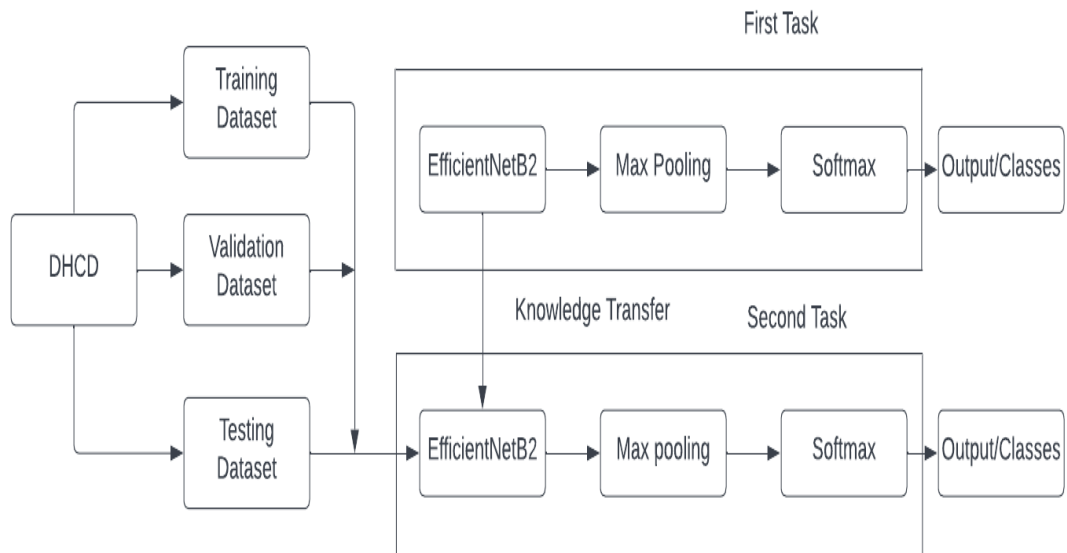 First Task
Training
Dataset
EfficientNetB2
Max Pooling
Softmax
Output/Classes
DHCD
Validation
Dataset
Knowledge Transfer
Second Task
Testing
Dataset
EfficientNetB2
Max pooling
Softmax
Output/Classes